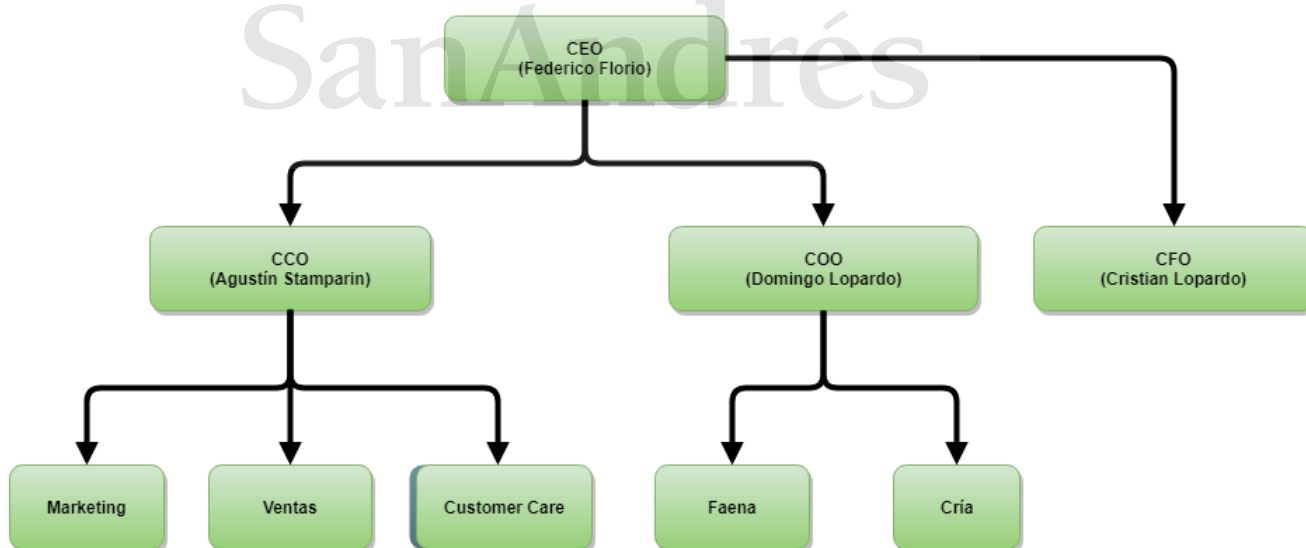 SanAndrés
CEO
(Federico Florio)
CCO
(Agustín Stamparin)
COO
(Domingo Lopardo)
CFO
(Cristian Lopardo)
Marketing
Ventas
Customer Care
Faena
Cría